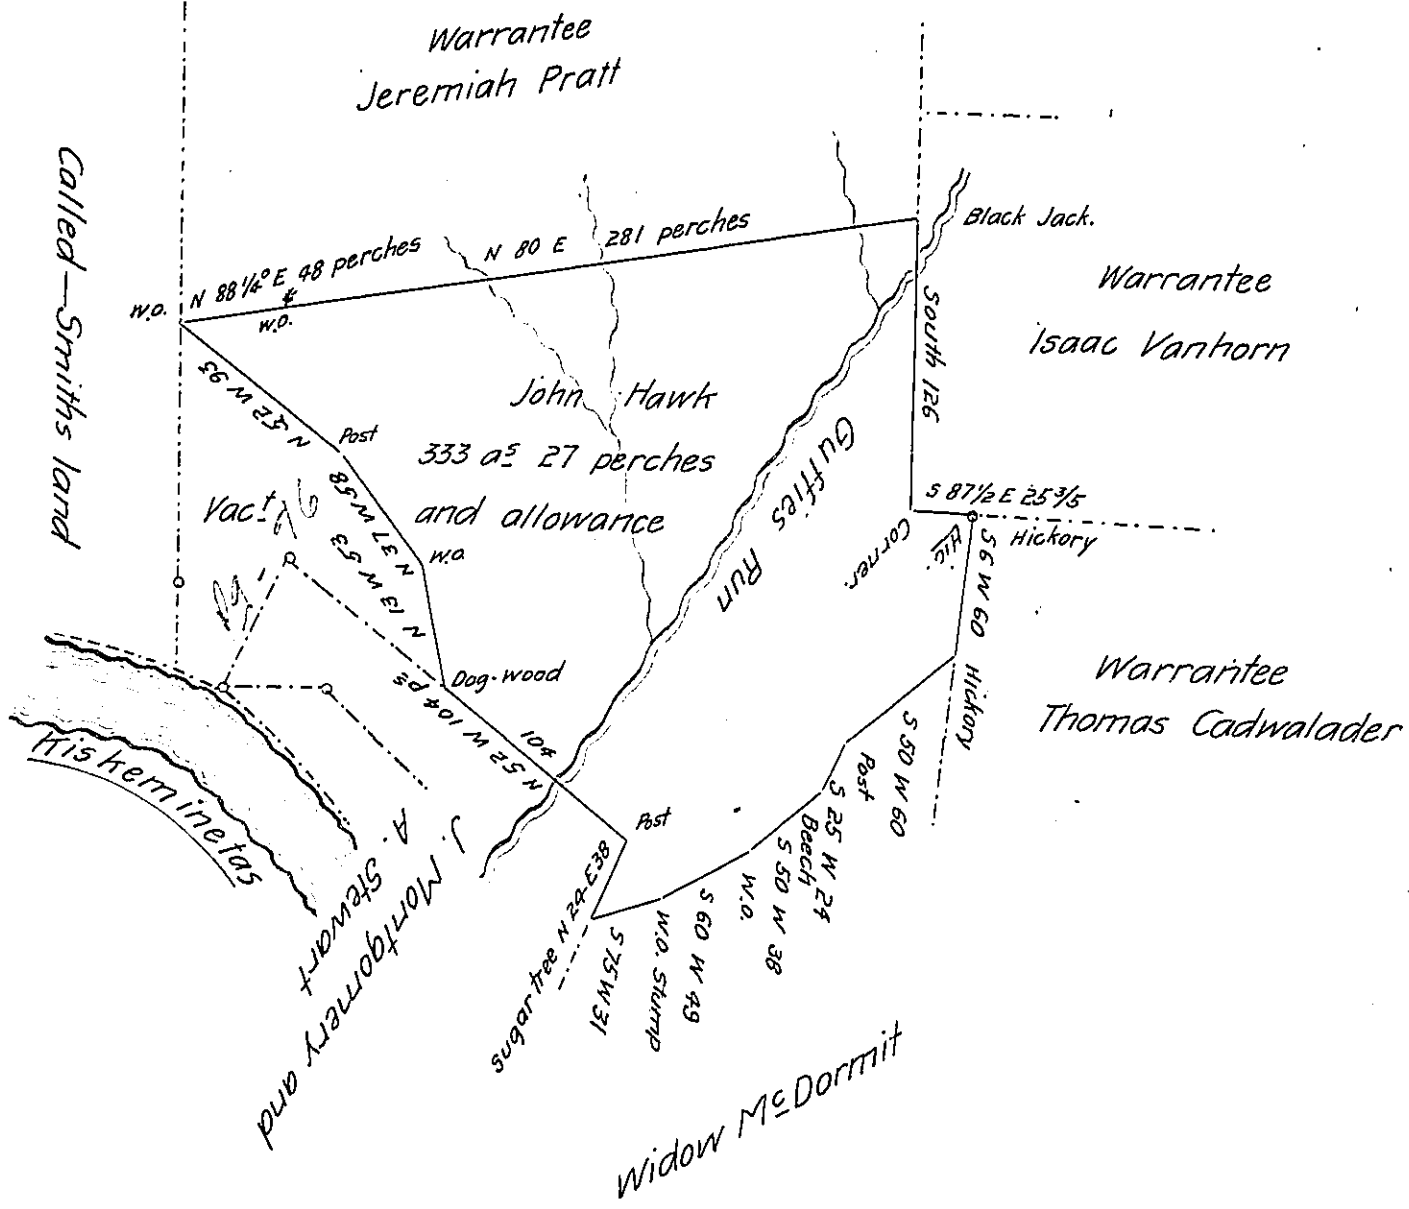 Warrantee
Jeremiah Pratt
Called—Smiths land
W.O.
N 88 1/4° E 48 perches
W.O.
N 80 E 281 perches
Black Jack.
Warrantee
Isaac Vanhorn
South 126
John Hawk
333 aˢ 27 perches
and allowance
Guffies Run
N 52 W 93
Post
N 37 W 58
W.O
N 13 W 53
Vacᵗ
Dog-wood
N 52 W 104 pˢ
104
Post
S 87 1/2 E 25 3/5
Corner.
Hic.
Hickory
S 6 W 60
Hickory
Warrantee
Thomas Cadwalader
S 50 W 60
Post
S 25 W 24
Beech
S 50 W 38
W.O.
S 60 W 49
W.O. Stump
S 75 W 31
sugar tree N 24 E 38
Kiskeminetas
J. Montgomery and
A. Stewart
Widow McDormit